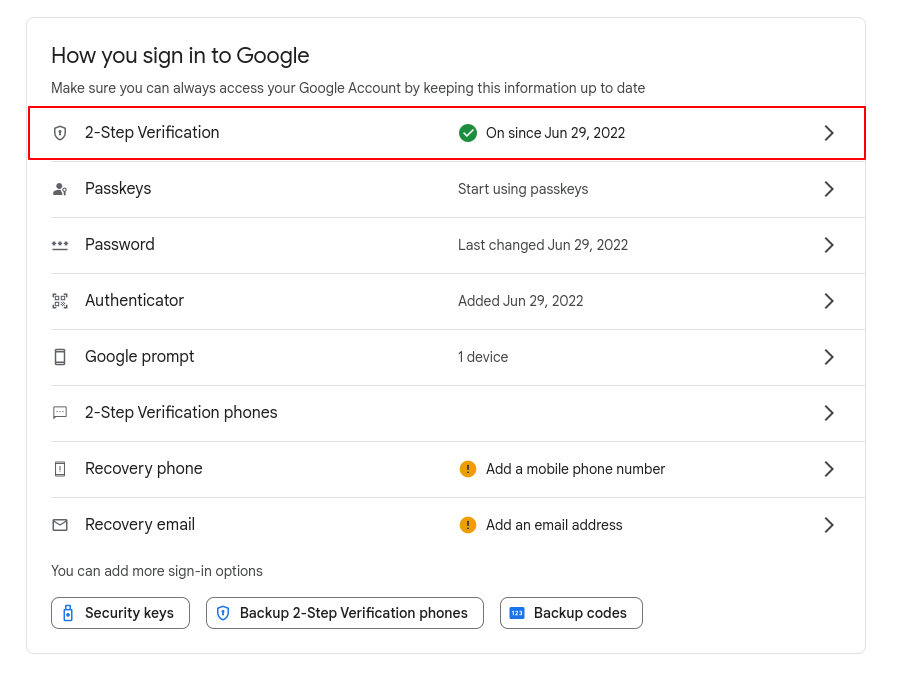 How you sign in to Google
Make sure you can always access your Google Account by keeping this information up to date
2-Step Verification On since Jun 29, 2022
Passkeys Start using passkeys
Password Last changed Jun 29, 2022
Authenticator Added Jun 29, 2022
Google prompt 1 device
2-Step Verification phones
Recovery phone Add a mobile phone number
Recovery email Add an email address
You can add more sign-in options
Security keys Backup 2-Step Verification phones 123 Backup codes